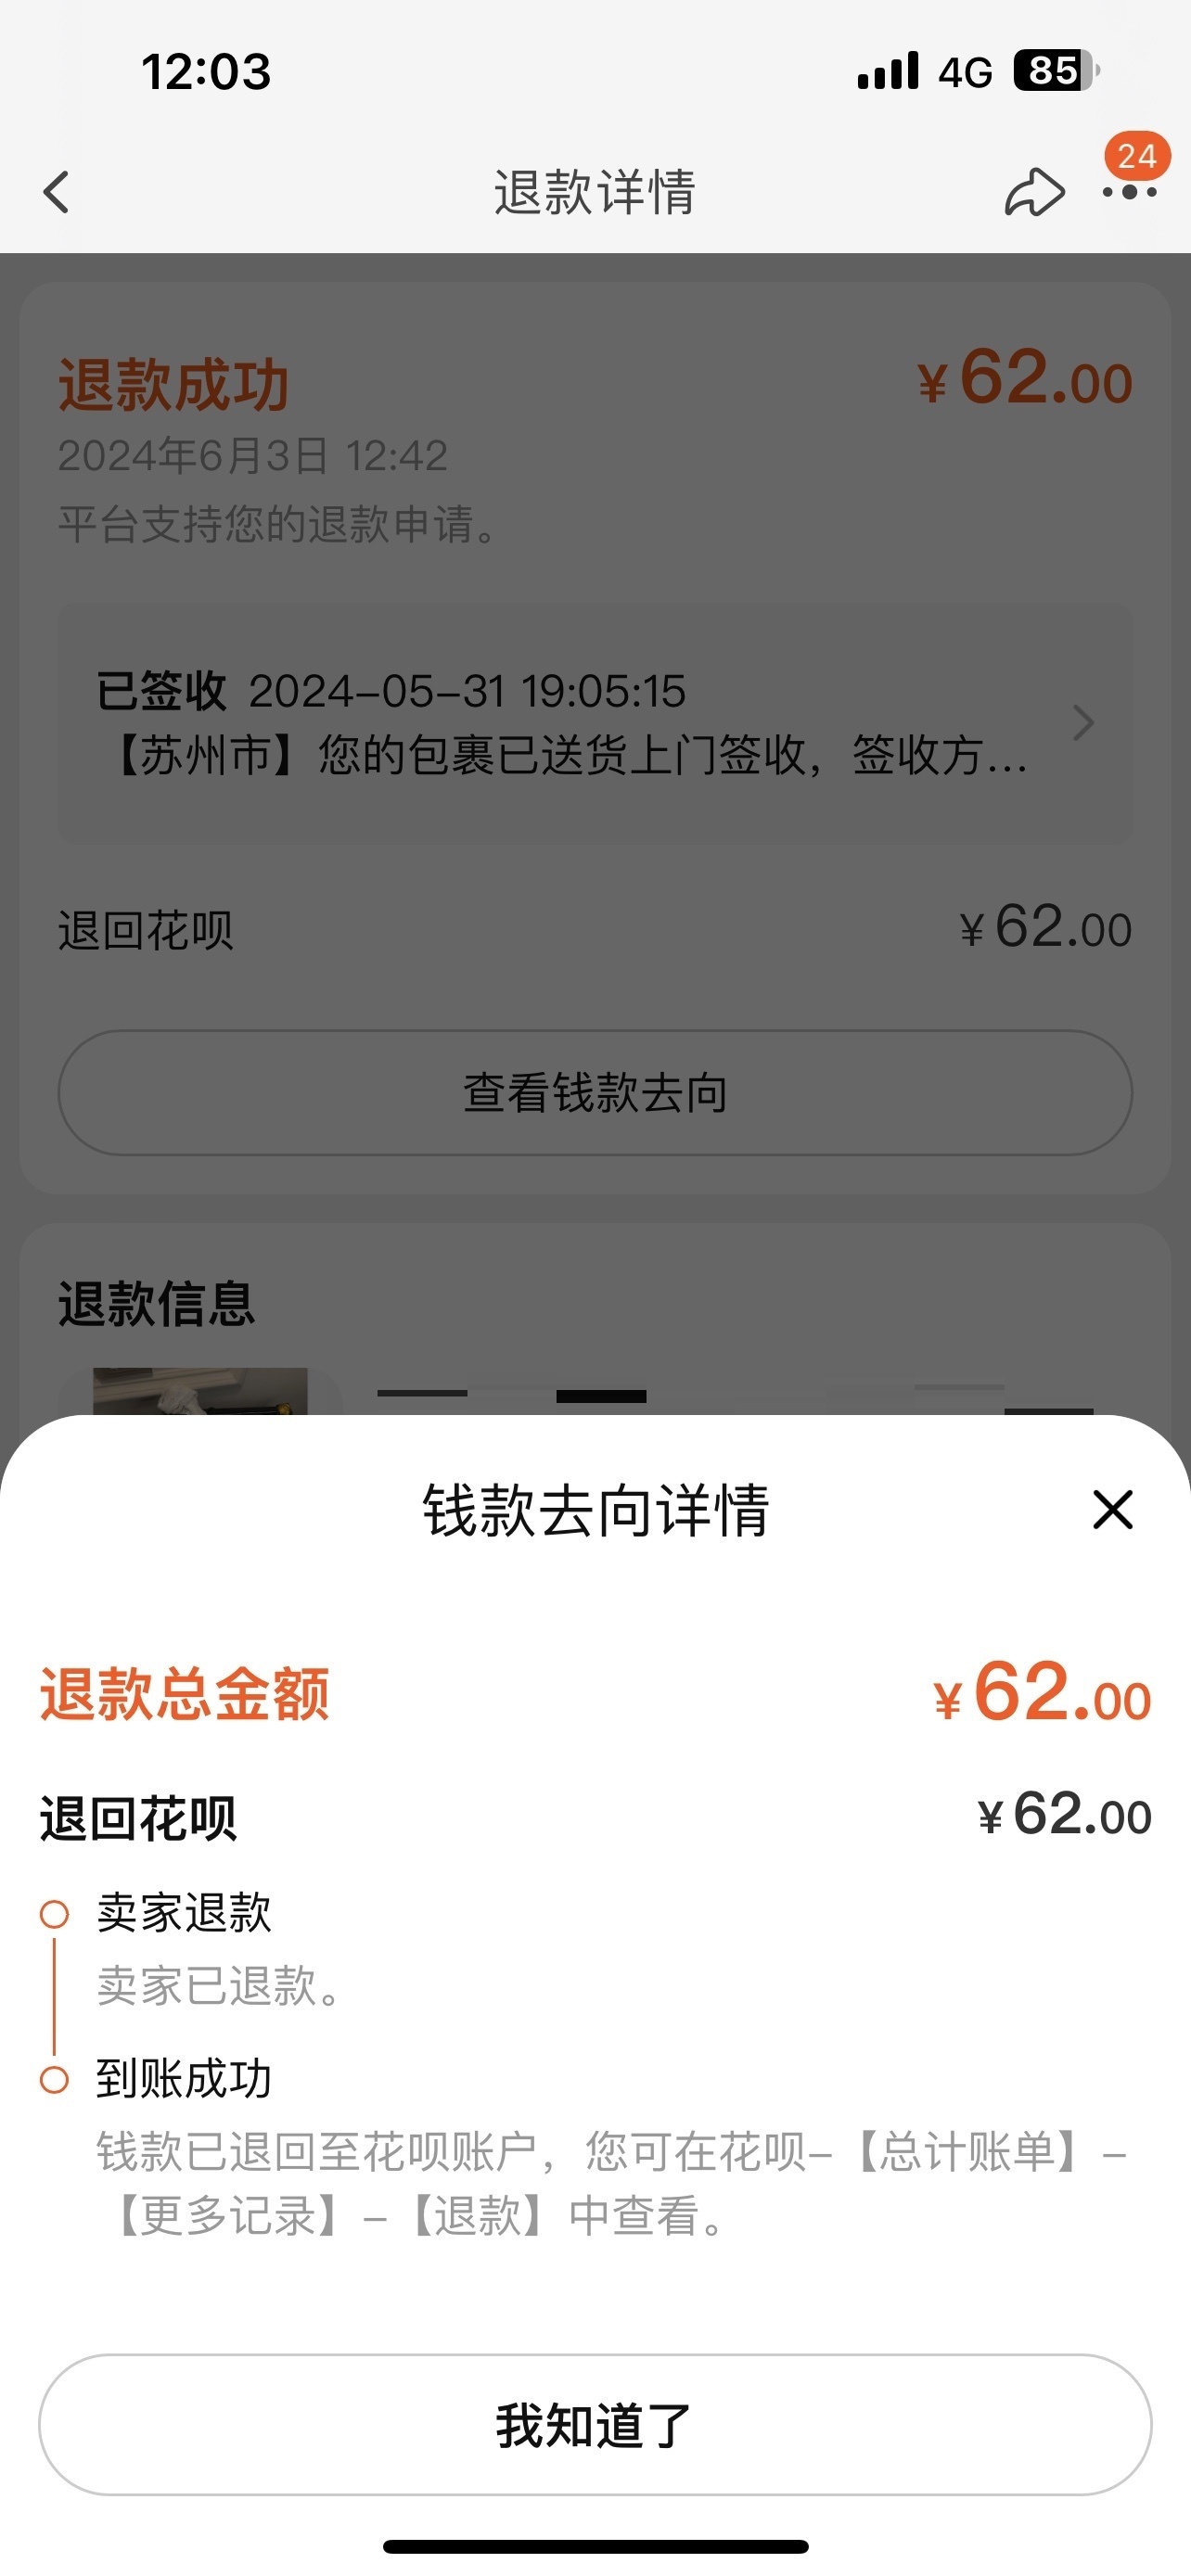 12:03
4G 85
24
退款详情
退款成功 ¥62.00
2024年6月3日 12:42
平台支持您的退款申请。
已签收 2024-05-31 19:05:15
【苏州市】您的包裹已送货上门签收，签收方...
退回花呗 ¥62.00
查看钱款去向
退款信息
钱款去向详情
退款总金额 ¥62.00
退回花呗 ¥62.00
卖家退款
卖家已退款。
到账成功
钱款已退回至花呗账户，您可在花呗-【总计账单】-
【更多记录】-【退款】中查看。
我知道了